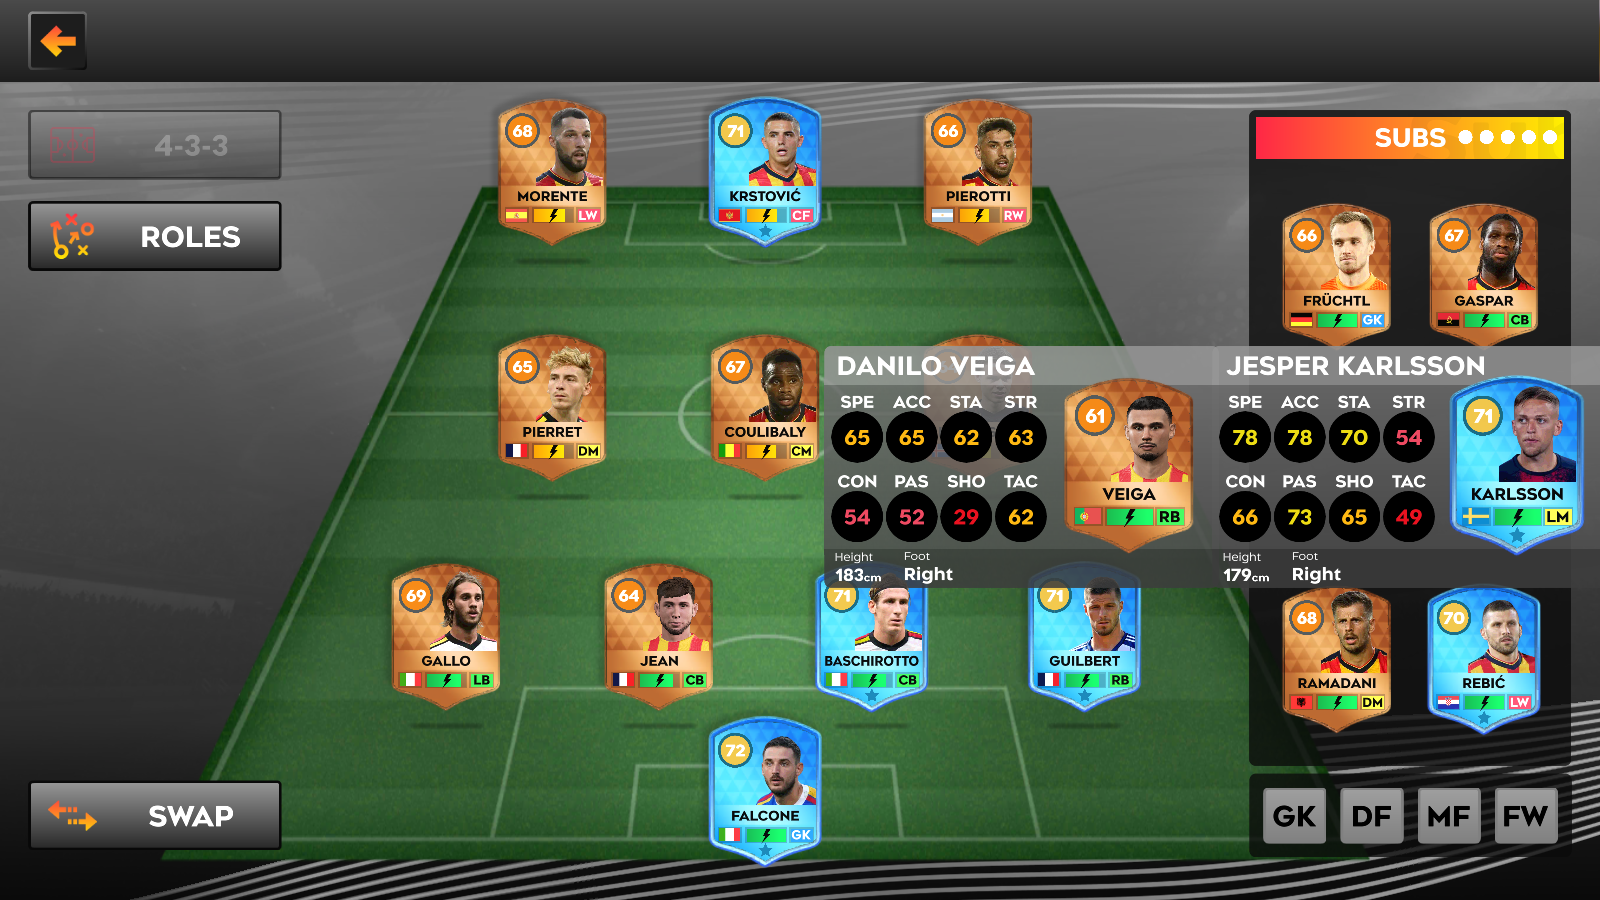 4-3-3
ROLES
SWAP
68
MORENTE
LW
71
KRSTOVIĆ
CF
66
PIEROTTI
RW
SUBS
66
FRÜCHTL
GK
67
GASPAR
CB
65
PIERRET
DM
67
COULIBALY
CM
DANILO VEIGA
SPE ACC STA STR
65 65 62 63
CON PAS SHO TAC
54 52 29 62
Height Foot
183cm Right
61
VEIGA
RB
JESPER KARLSSON
SPE ACC STA STR
78 78 70 54
CON PAS SHO TAC
66 73 65 49
Height Foot
179cm Right
71
KARLSSON
LM
69
GALLO
LB
64
JEAN
CB
71
BASCHIROTTO
CB
71
GUILBERT
RB
68
RAMADANI
DM
70
REBIĆ
LW
72
FALCONE
GK
GK DF MF FW